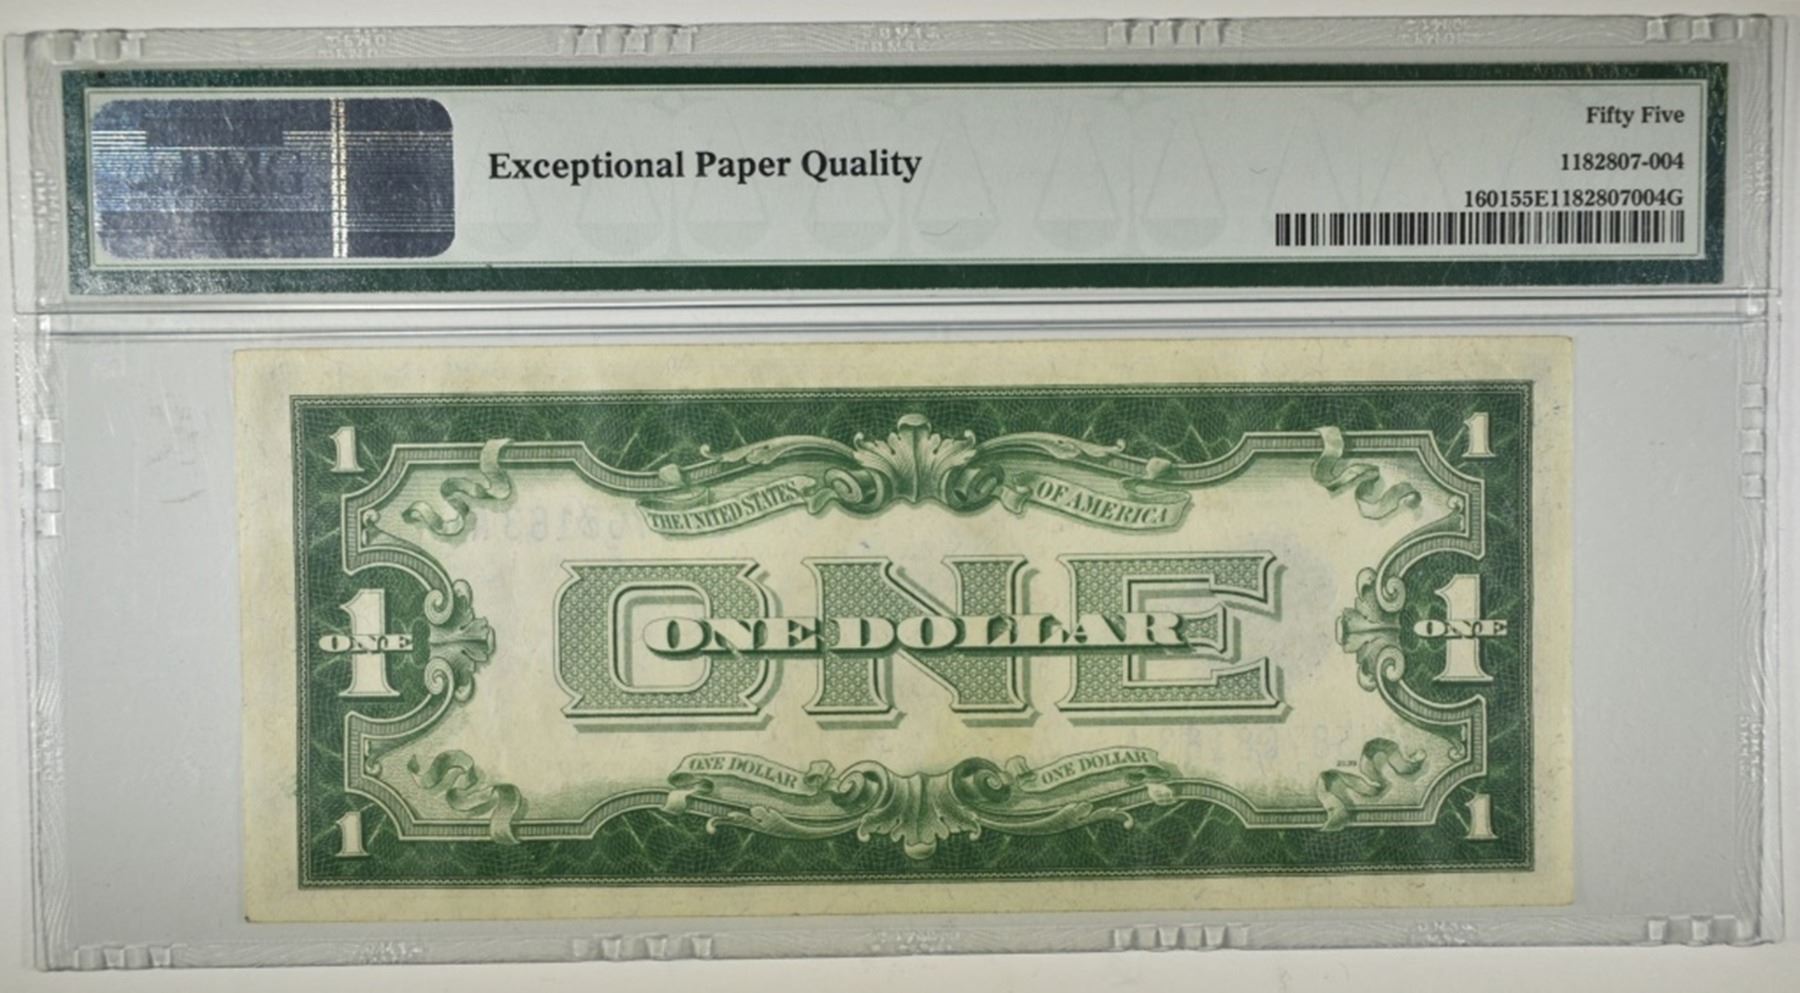 Fifty Five
Exceptional Paper Quality
1182807-004
160155E1182807004G
1 1
THE UNITED STATES OF AMERICA
ONE
1 ONE 1 ONE
ONE DOLLAR
ONE DOLLAR ONE DOLLAR
1 1